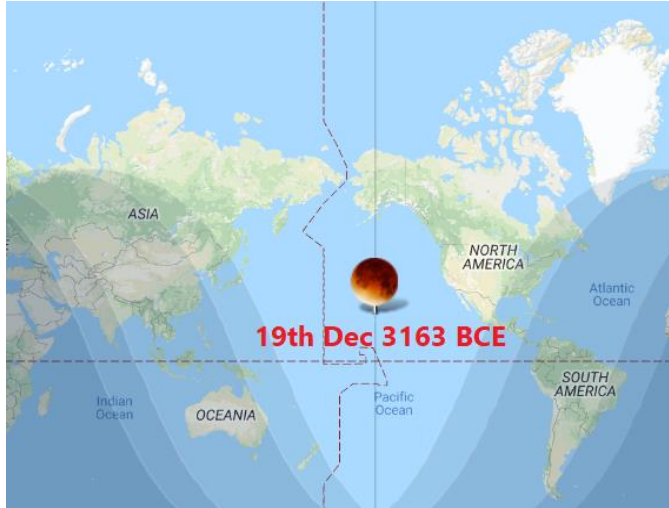 ASIA
NORTH
AMERICA
Atlantic
Ocean
19th Dec 3163 BCE
Indian
Ocean
OCEANIA
Pacific
Ocean
SOUTH
AMERICA